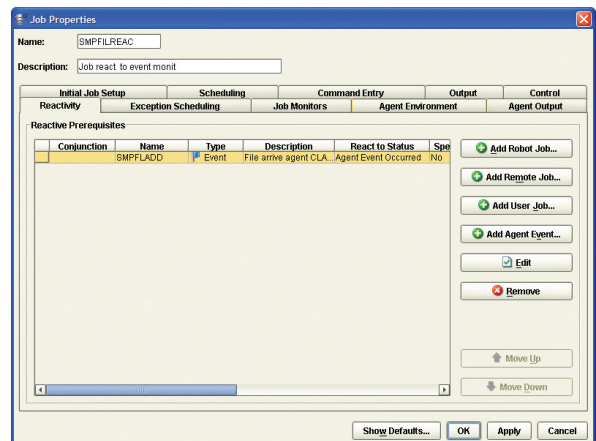 Job Properties
Name: SMPFILREAC
Description: Job react to event monit
Initial Job Setup Scheduling Command Entry Output Control
Reactivity Exception Scheduling Job Monitors Agent Environment Agent Output
Reactive Prerequisites
Conjunction Name Type Description React to Status Spe
SMPFLADD Event File arrive agent CLA... Agent Event Occurred No
Add Robot Job...
Add Remote Job...
Add User Job...
Add Agent Event...
Edit
Remove
Move Up
Move Down
Show Defaults... OK Apply Cancel